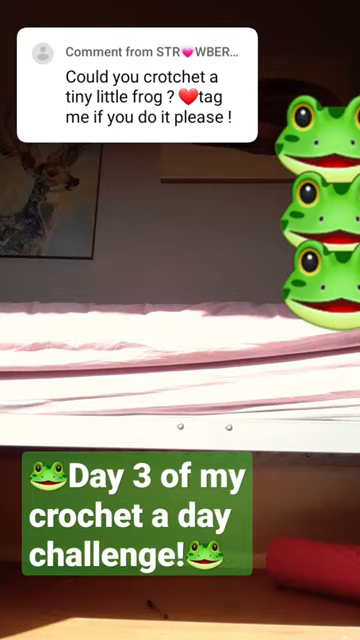 Comment from STR💗WBER…
Could you crotchet a
tiny little frog ? ❤️tag
me if you do it please !
🐸Day 3 of my
crochet a day
challenge!🐸